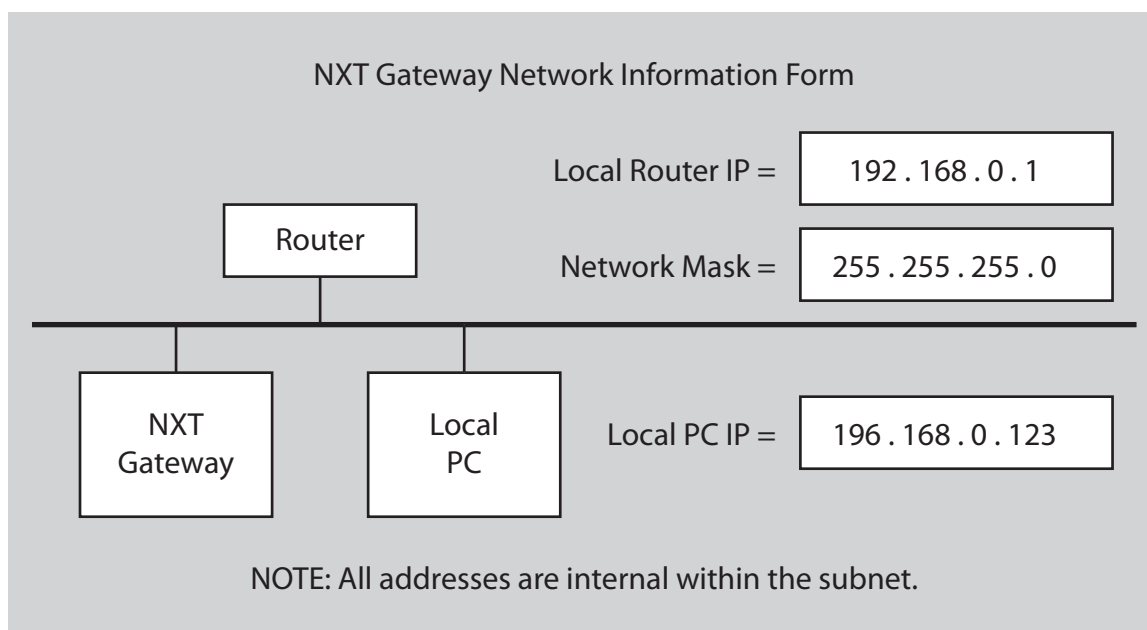 NXT Gateway Network Information Form
Local Router IP = 192 . 168 . 0 . 1
Router
Network Mask = 255 . 255 . 255 . 0
NXT
Gateway
Local
PC
Local PC IP = 196 . 168 . 0 . 123
NOTE: All addresses are internal within the subnet.